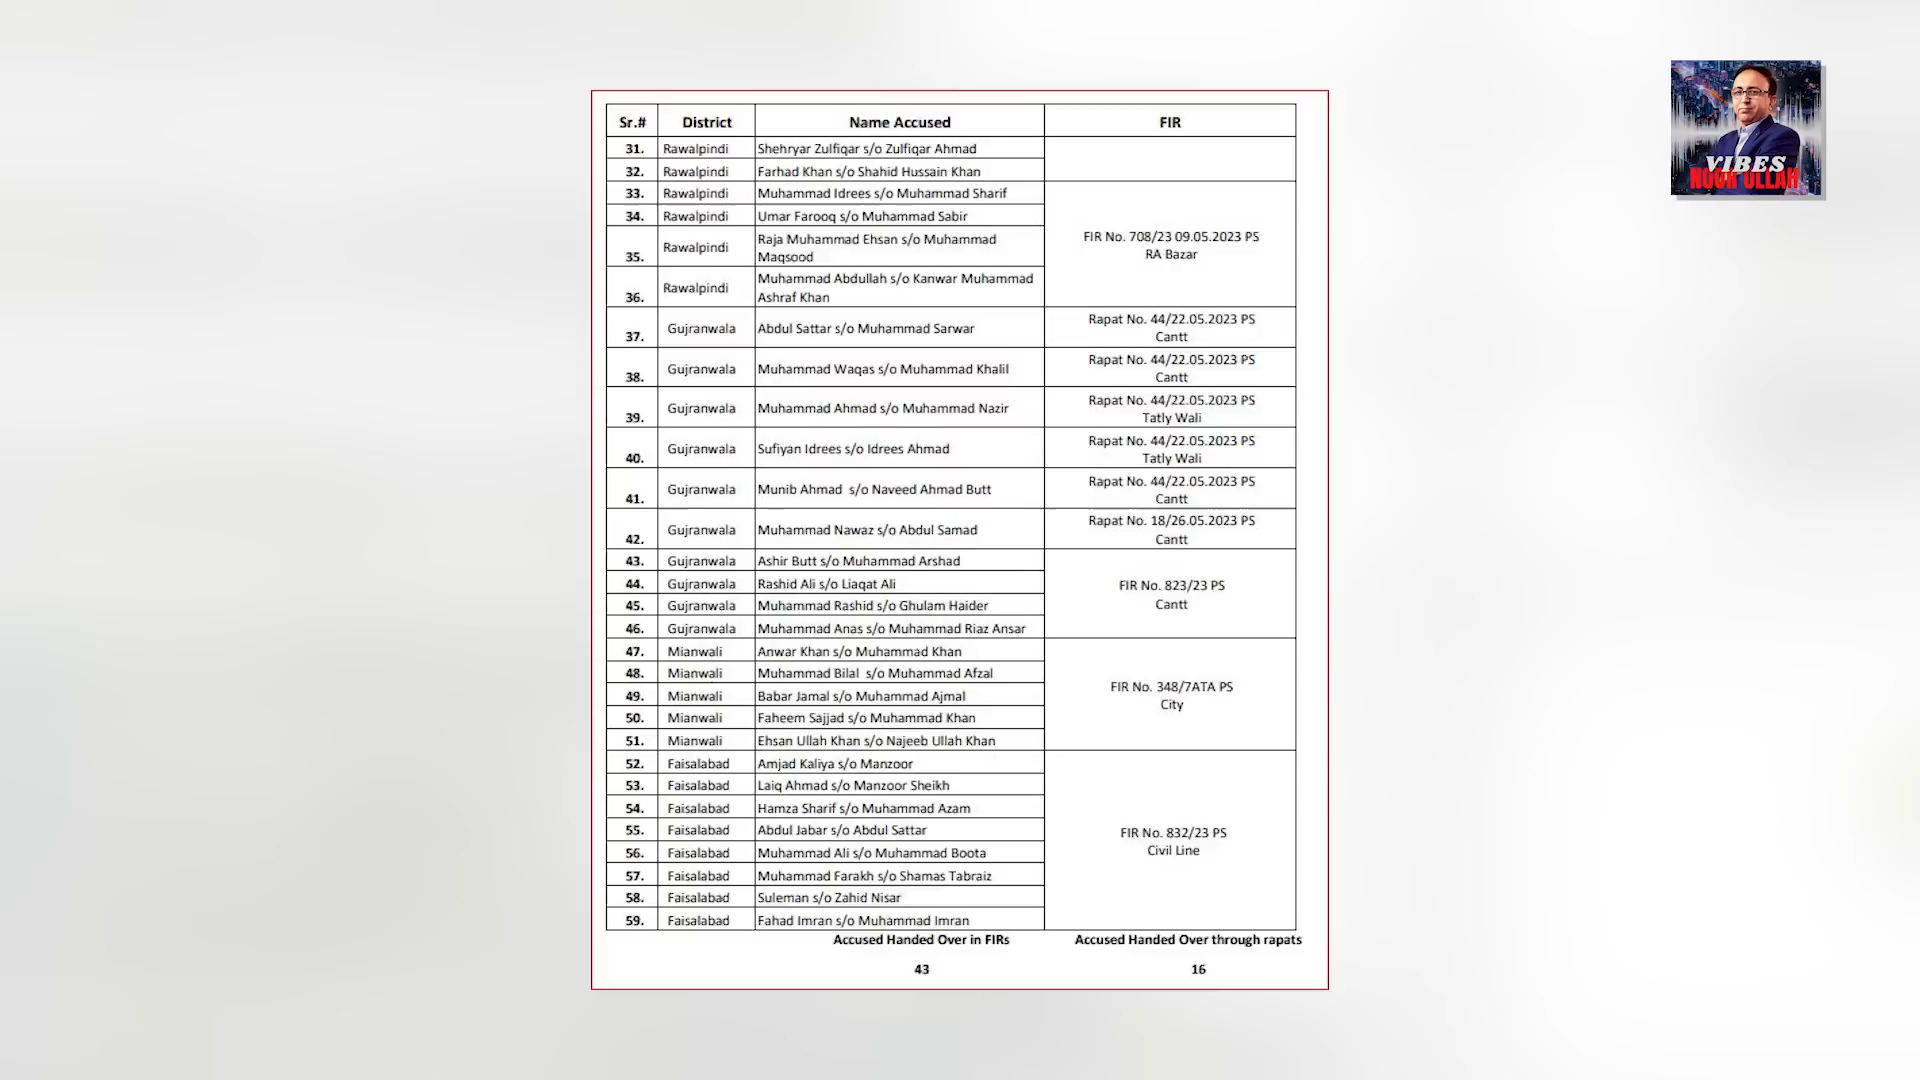 Sr.# District Name Accused FIR
31. Rawalpindi Shehryar Zulfiqar s/o Zulfiqar Ahmad
32. Rawalpindi Farhad Khan s/o Shahid Hussain Khan
33. Rawalpindi Muhammad Idrees s/o Muhammad Sharif
34. Rawalpindi Umar Farooq s/o Muhammad Sabir
35. Rawalpindi Raja Muhammad Ehsan s/o Muhammad
Maqsood
36. Rawalpindi Muhammad Abdullah s/o Kanwar Muhammad
Ashraf Khan
FIR No. 708/23 09.05.2023 PS
RA Bazar
37. Gujranwala Abdul Sattar s/o Muhammad Sarwar
Rapat No. 44/22.05.2023 PS
Cantt
38. Gujranwala Muhammad Waqas s/o Muhammad Khalil
Rapat No. 44/22.05.2023 PS
Cantt
39. Gujranwala Muhammad Ahmad s/o Muhammad Nazir
Rapat No. 44/22.05.2023 PS
Tatly Wali
40. Gujranwala Sufiyan Idrees s/o Idrees Ahmad
Rapat No. 44/22.05.2023 PS
Tatly Wali
41. Gujranwala Munib Ahmad s/o Naveed Ahmad Butt
Rapat No. 44/22.05.2023 PS
Cantt
42. Gujranwala Muhammad Nawaz s/o Abdul Samad
Rapat No. 18/26.05.2023 PS
Cantt
43. Gujranwala Ashir Butt s/o Muhammad Arshad
44. Gujranwala Rashid Ali s/o Liaqat Ali
45. Gujranwala Muhammad Rashid s/o Ghulam Haider
46. Gujranwala Muhammad Anas s/o Muhammad Riaz Ansar
FIR No. 823/23 PS
Cantt
47. Mianwali Anwar Khan s/o Muhammad Khan
48. Mianwali Muhammad Bilal s/o Muhammad Afzal
49. Mianwali Babar Jamal s/o Muhammad Ajmal
50. Mianwali Faheem Sajjad s/o Muhammad Khan
51. Mianwali Ehsan Ullah Khan s/o Najeeb Ullah Khan
FIR No. 348/7ATA PS
City
52. Faisalabad Amjad Kaliya s/o Manzoor
53. Faisalabad Laiq Ahmad s/o Manzoor Sheikh
54. Faisalabad Hamza Sharif s/o Muhammad Azam
55. Faisalabad Abdul Jabar s/o Abdul Sattar
56. Faisalabad Muhammad Ali s/o Muhammad Boota
57. Faisalabad Muhammad Farakh s/o Shamas Tabraiz
58. Faisalabad Suleman s/o Zahid Nisar
59. Faisalabad Fahad Imran s/o Muhammad Imran
FIR No. 832/23 PS
Civil Line
Accused Handed Over in FIRs Accused Handed Over through rapats
43 16
VIBES
NOOR ULLAH